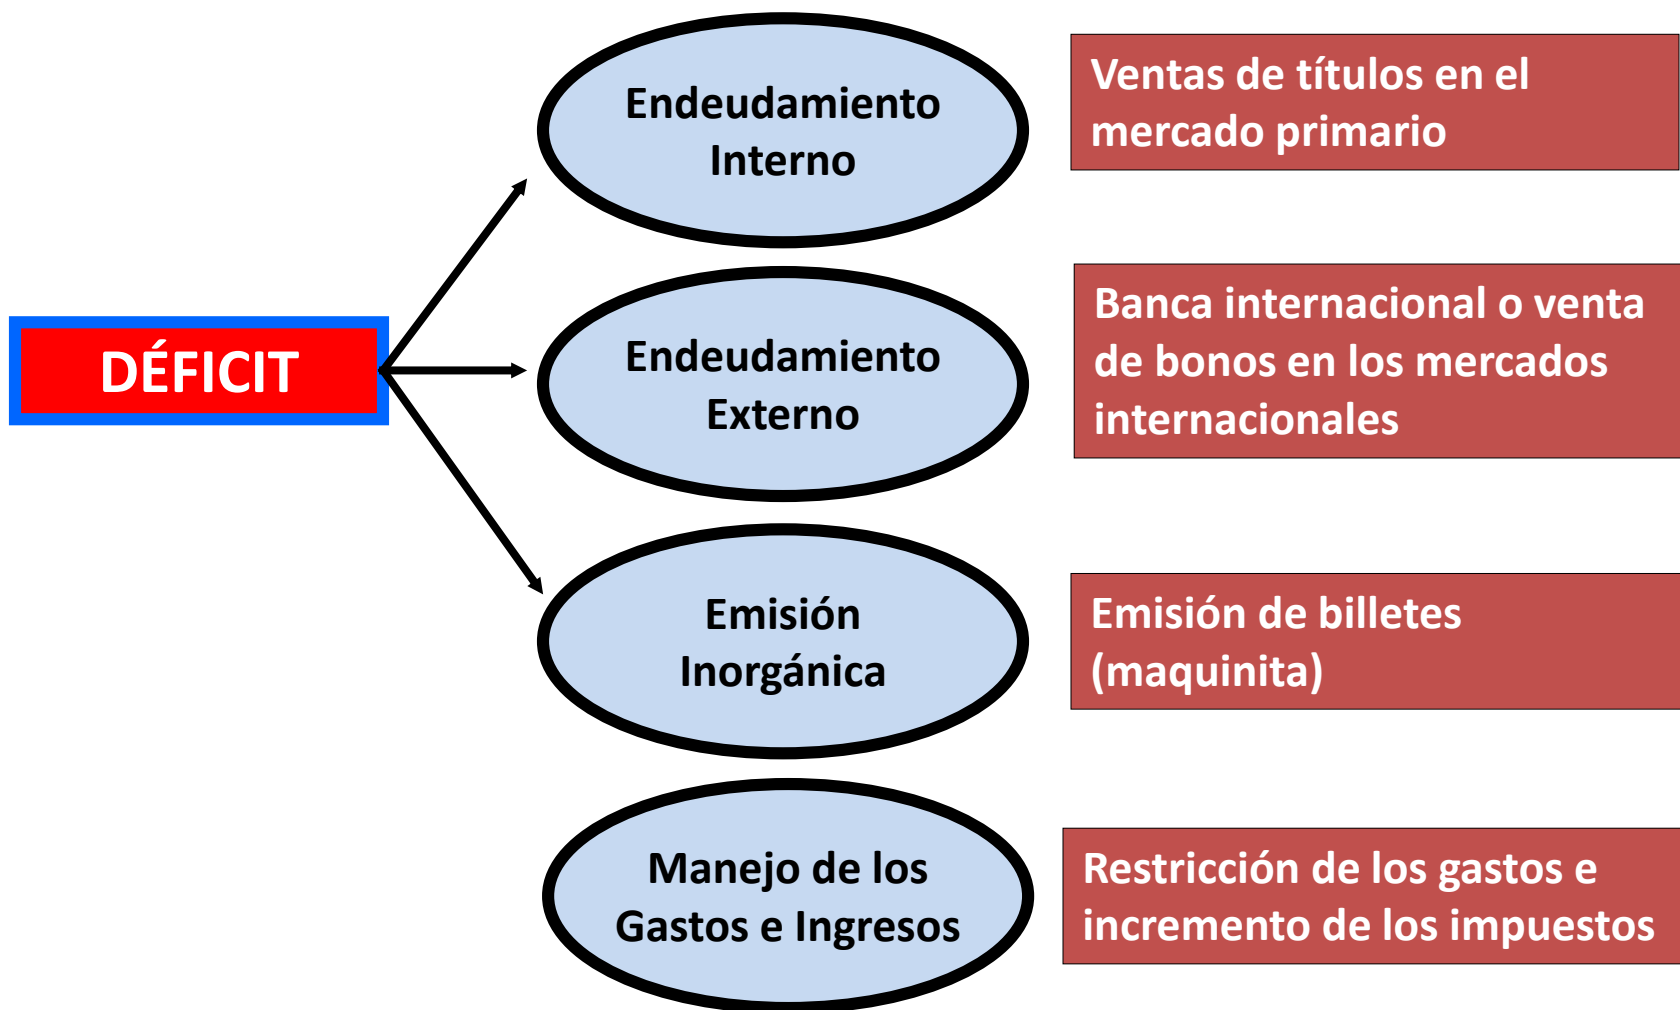 Endeudamiento
Interno
Ventas de títulos en el
mercado primario
DÉFICIT
Endeudamiento
Externo
Banca internacional o venta
de bonos en los mercados
internacionales
Emisión
Inorgánica
Emisión de billetes
(maquinita)
Manejo de los
Gastos e Ingresos
Restricción de los gastos e
incremento de los impuestos